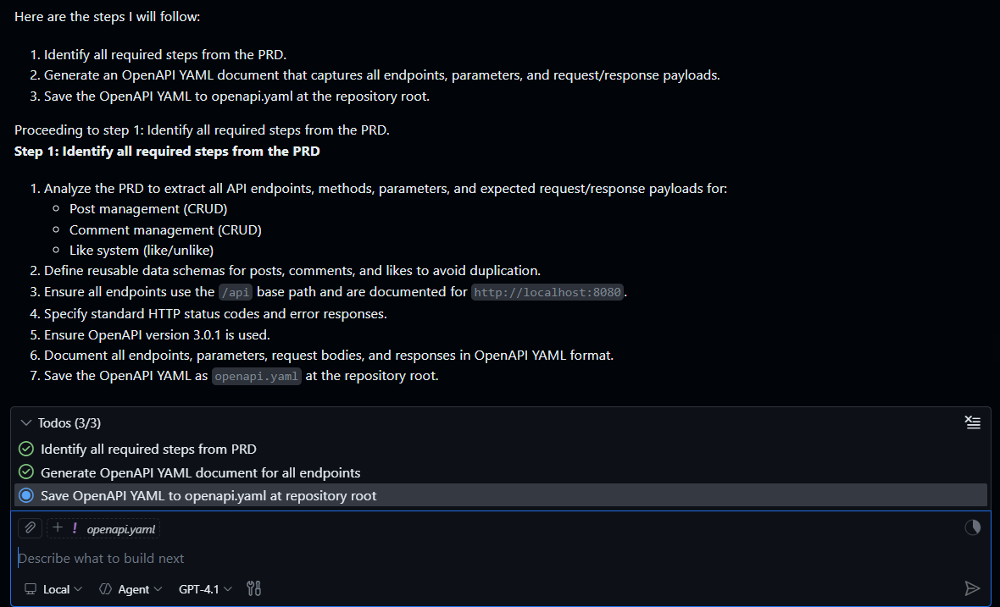 Here are the steps I will follow:
1. Identify all required steps from the PRD.
2. Generate an OpenAPI YAML document that captures all endpoints, parameters, and request/response payloads.
3. Save the OpenAPI YAML to openapi.yaml at the repository root.
Proceeding to step 1: Identify all required steps from the PRD.
Step 1: Identify all required steps from the PRD
1. Analyze the PRD to extract all API endpoints, methods, parameters, and expected request/response payloads for:
Post management (CRUD)
Comment management (CRUD)
Like system (like/unlike)
2. Define reusable data schemas for posts, comments, and likes to avoid duplication.
3. Ensure all endpoints use the /api base path and are documented for http://localhost:8080.
4. Specify standard HTTP status codes and error responses.
5. Ensure OpenAPI version 3.0.1 is used.
6. Document all endpoints, parameters, request bodies, and responses in OpenAPI YAML format.
7. Save the OpenAPI YAML as openapi.yaml at the repository root.
Todos (3/3)
Identify all required steps from PRD
Generate OpenAPI YAML document for all endpoints
Save OpenAPI YAML to openapi.yaml at repository root
+ ! openapi.yaml
Describe what to build next
Local Agent GPT-4.1